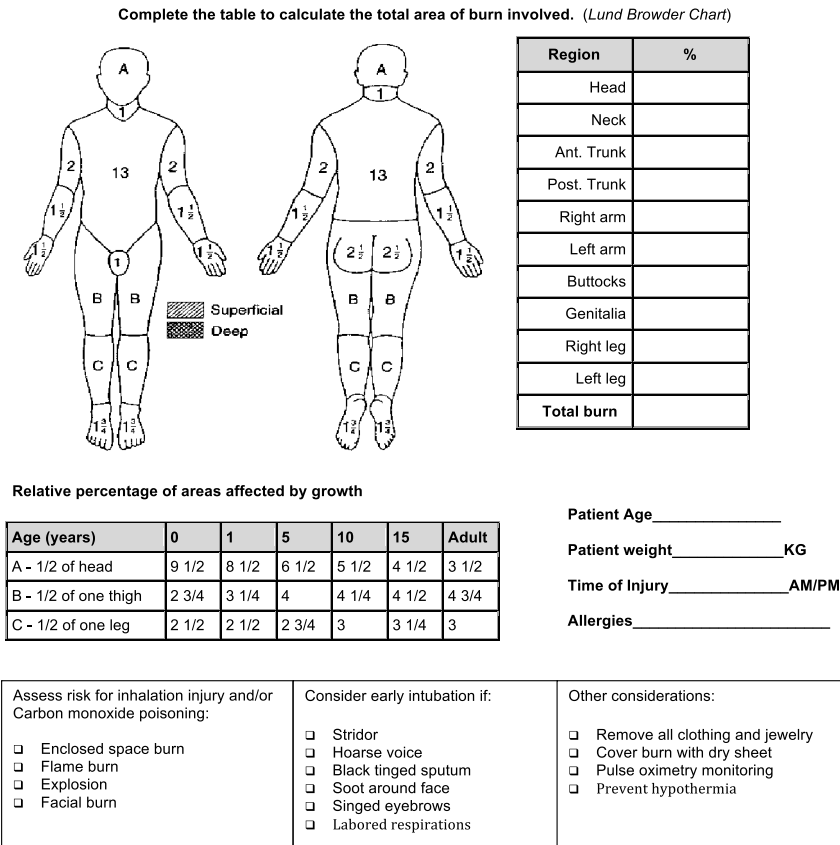 Complete the table to calculate the total area of burn involved. (Lund Browder Chart)
A
1
2
13
2
1 1/2
1 1/2
1 1/2
1 1/2
1
B
B
C
C
1 3/4
1 3/4
Superficial
Deep
A
1
2
13
2
1 1/2
1 1/2
1 1/2
1 1/2
2 1/2
2 1/2
B
B
C
C
1 3/4
1 3/4
Region %
Head
Neck
Ant. Trunk
Post. Trunk
Right arm
Left arm
Buttocks
Genitalia
Right leg
Left leg
Total burn
Relative percentage of areas affected by growth
Age (years) 0 1 5 10 15 Adult
A - 1/2 of head 9 1/2 8 1/2 6 1/2 5 1/2 4 1/2 3 1/2
B - 1/2 of one thigh 2 3/4 3 1/4 4 4 1/4 4 1/2 4 3/4
C - 1/2 of one leg 2 1/2 2 1/2 2 3/4 3 3 1/4 3
Patient Age_______________
Patient weight_____________KG
Time of Injury______________AM/PM
Allergies_______________________
Assess risk for inhalation injury and/or
Carbon monoxide poisoning:
❑ Enclosed space burn
❑ Flame burn
❑ Explosion
❑ Facial burn
Consider early intubation if:
❑ Stridor
❑ Hoarse voice
❑ Black tinged sputum
❑ Soot around face
❑ Singed eyebrows
❑ Labored respirations
Other considerations:
❑ Remove all clothing and jewelry
❑ Cover burn with dry sheet
❑ Pulse oximetry monitoring
❑ Prevent hypothermia